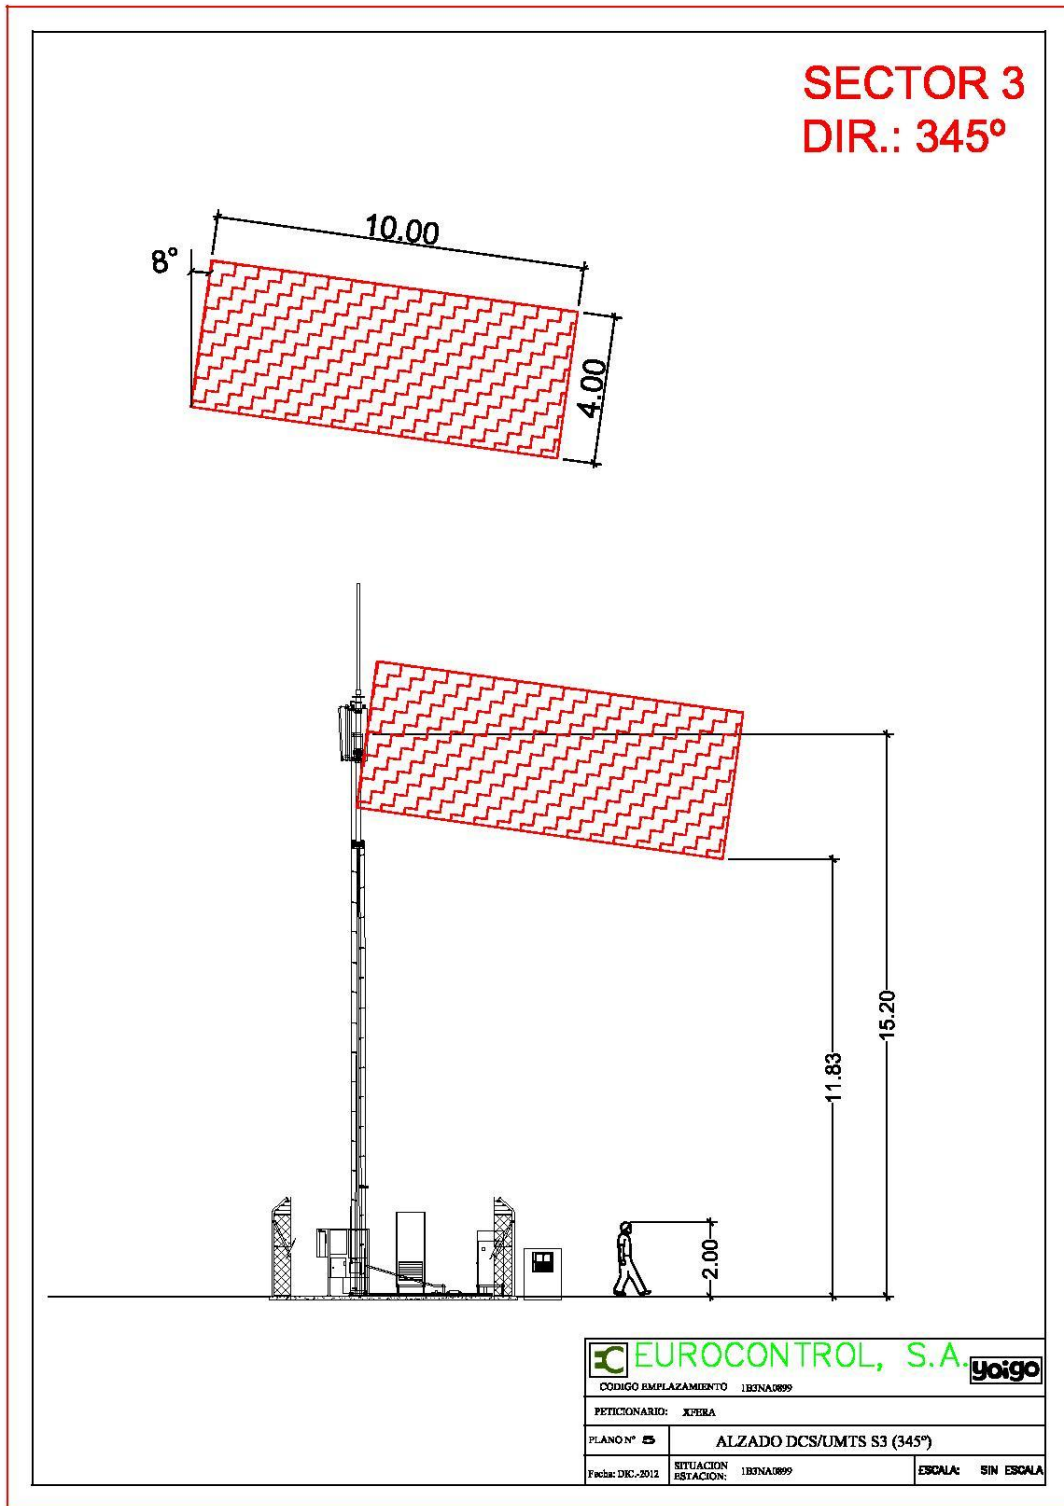 SECTOR 3
DIR.: 345º
10.00
8°
4.00
15.20
11.83
2.00
EUROCONTROL, S.A.
yoigo
CODIGO EMPLAZAMIENTO 1B3NA0899
PETICIONARIO: XFERA
PLANO Nº 5
ALZADO DCS/UMTS S3 (345º)
Fecha: DIC.-2012
SITUACION
ESTACION: 1B3NA0899
ESCALA: SIN ESCALA